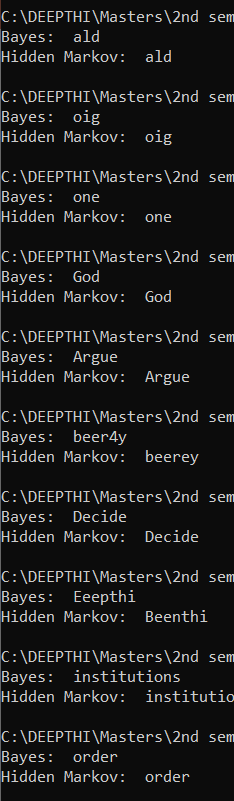 C:\DEEPTHI\Masters\2nd sem
Bayes:  ald
Hidden Markov:  ald
C:\DEEPTHI\Masters\2nd sem
Bayes:  oig
Hidden Markov:  oig
C:\DEEPTHI\Masters\2nd sem
Bayes:  one
Hidden Markov:  one
C:\DEEPTHI\Masters\2nd sem
Bayes:  God
Hidden Markov:  God
C:\DEEPTHI\Masters\2nd sem
Bayes:  Argue
Hidden Markov:  Argue
C:\DEEPTHI\Masters\2nd sem
Bayes:  beer4y
Hidden Markov:  beerey
C:\DEEPTHI\Masters\2nd sem
Bayes:  Decide
Hidden Markov:  Decide
C:\DEEPTHI\Masters\2nd sem
Bayes:  Eeepthi
Hidden Markov:  Beenthi
C:\DEEPTHI\Masters\2nd sem
Bayes:  institutions
Hidden Markov:  institutio
C:\DEEPTHI\Masters\2nd sem
Bayes:  order
Hidden Markov:  order